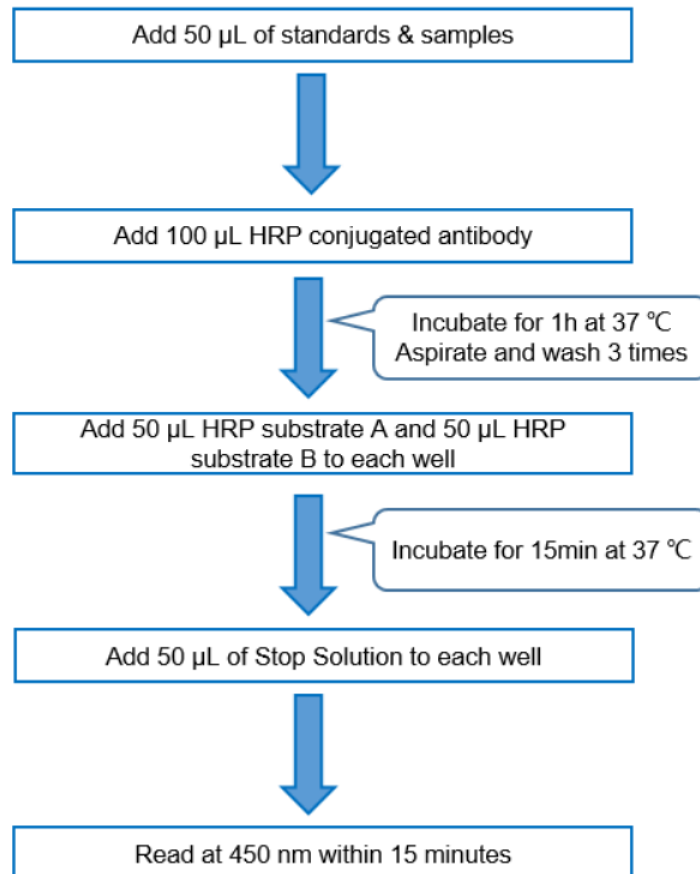 Add 50 µL of standards & samples
Add 100 µL HRP conjugated antibody
Incubate for 1h at 37 ℃
Aspirate and wash 3 times
Add 50 µL HRP substrate A and 50 µL HRP
substrate B to each well
Incubate for 15min at 37 ℃
Add 50 µL of Stop Solution to each well
Read at 450 nm within 15 minutes